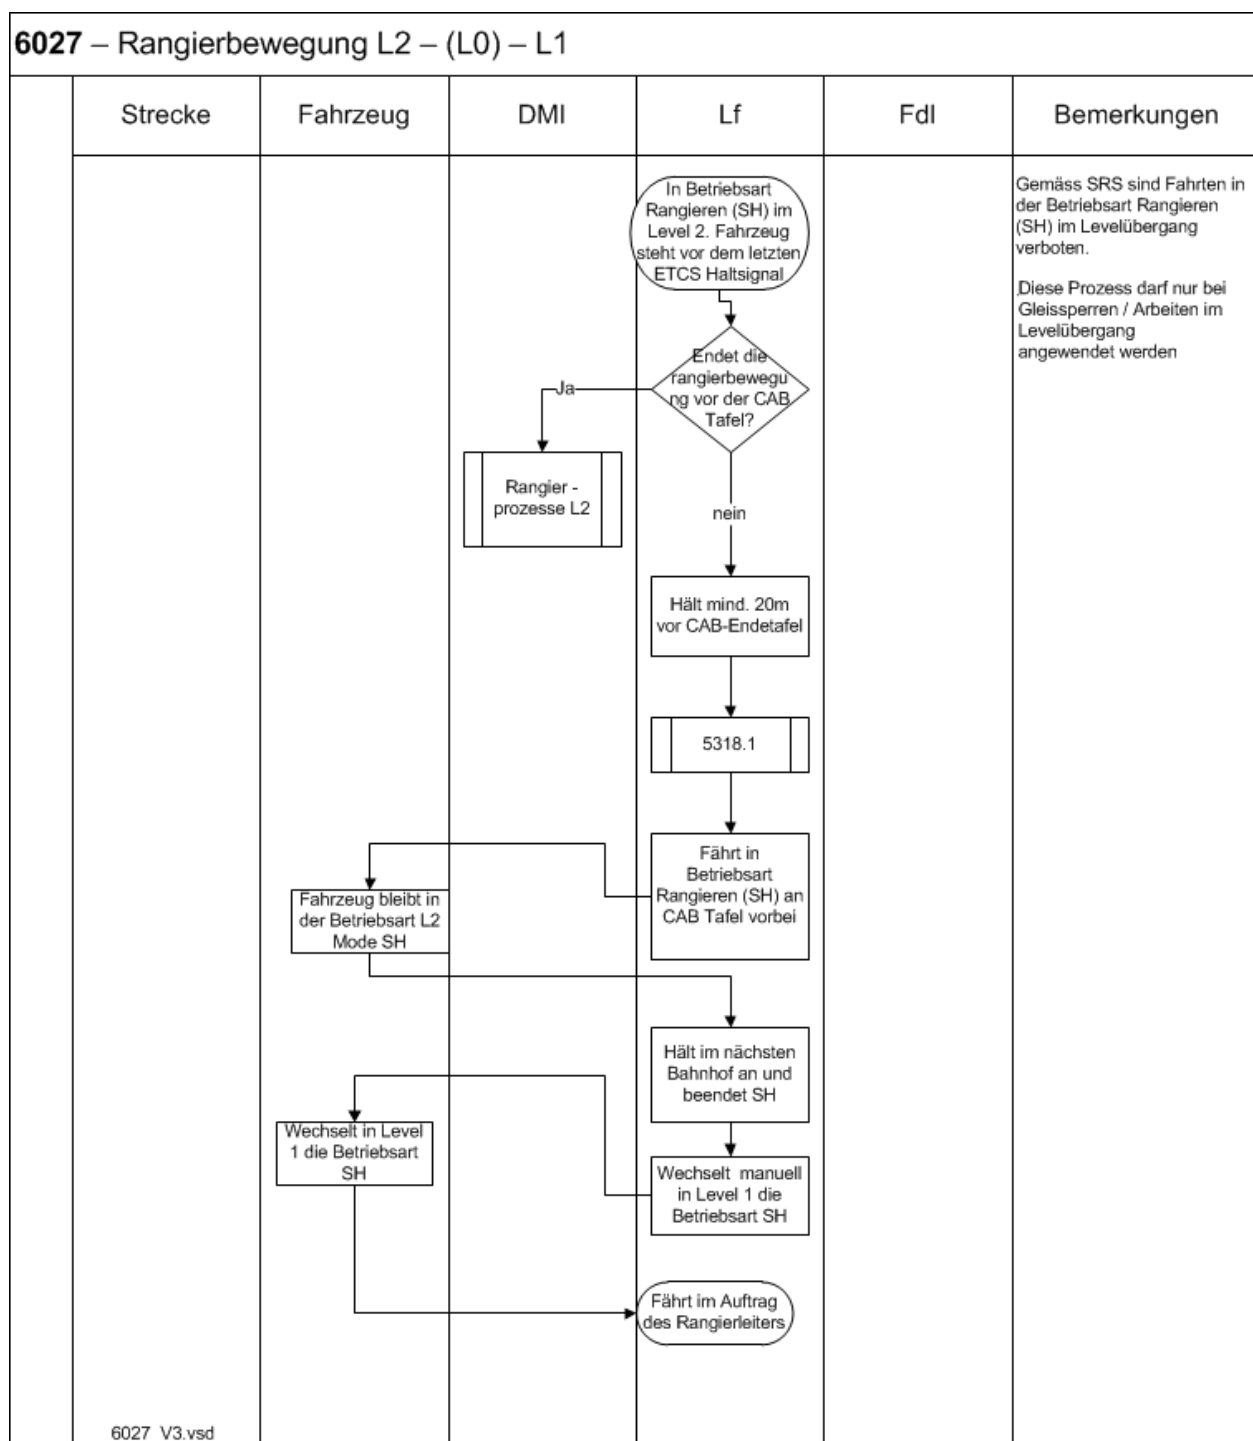 6027 – Rangierbewegung L2 – (L0) – L1
Strecke
Fahrzeug
DMI
Lf
Fdl
Bemerkungen
In Betriebsart
Rangieren (SH) im
Level 2. Fahrzeug
steht vor dem letzten
ETCS Haltsignal
Gemäss SRS sind Fahrten in
der Betriebsart Rangieren
(SH) im Levelübergang
verboten.
Diese Prozess darf nur bei
Gleissperren / Arbeiten im
Levelübergang
angewendet werden
Endet die
rangierbewegu
ng vor der CAB
Tafel?
Ja
Rangier -
prozesse L2
nein
Hält mind. 20m
vor CAB-Endetafel
5318.1
Fährt in
Betriebsart
Rangieren (SH) an
CAB Tafel vorbei
Fahrzeug bleibt in
der Betriebsart L2
Mode SH
Hält im nächsten
Bahnhof an und
beendet SH
Wechselt in Level
1 die Betriebsart
SH
Wechselt manuell
in Level 1 die
Betriebsart SH
Fährt im Auftrag
des Rangierleiters
6027_V3.vsd